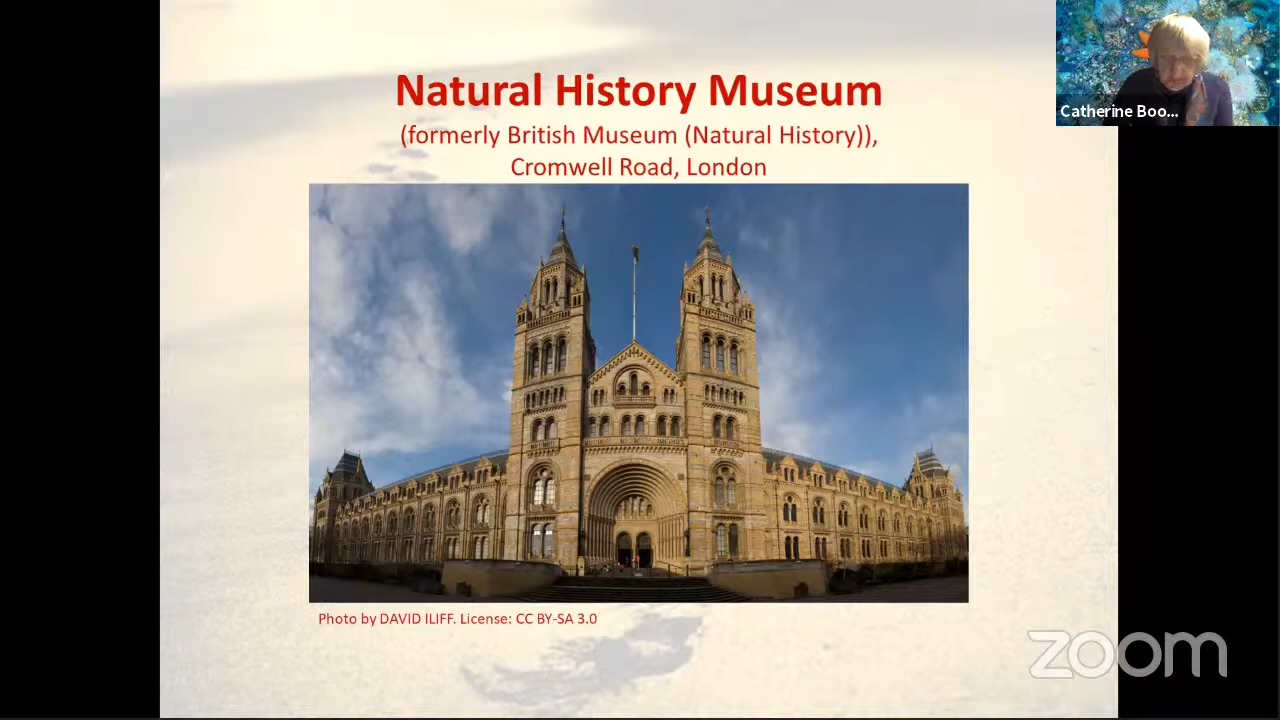 Natural History Museum
(formerly British Museum (Natural History)),
Cromwell Road, London
Catherine Boo...
Photo by DAVID ILIFF. License: CC BY-SA 3.0
zoom